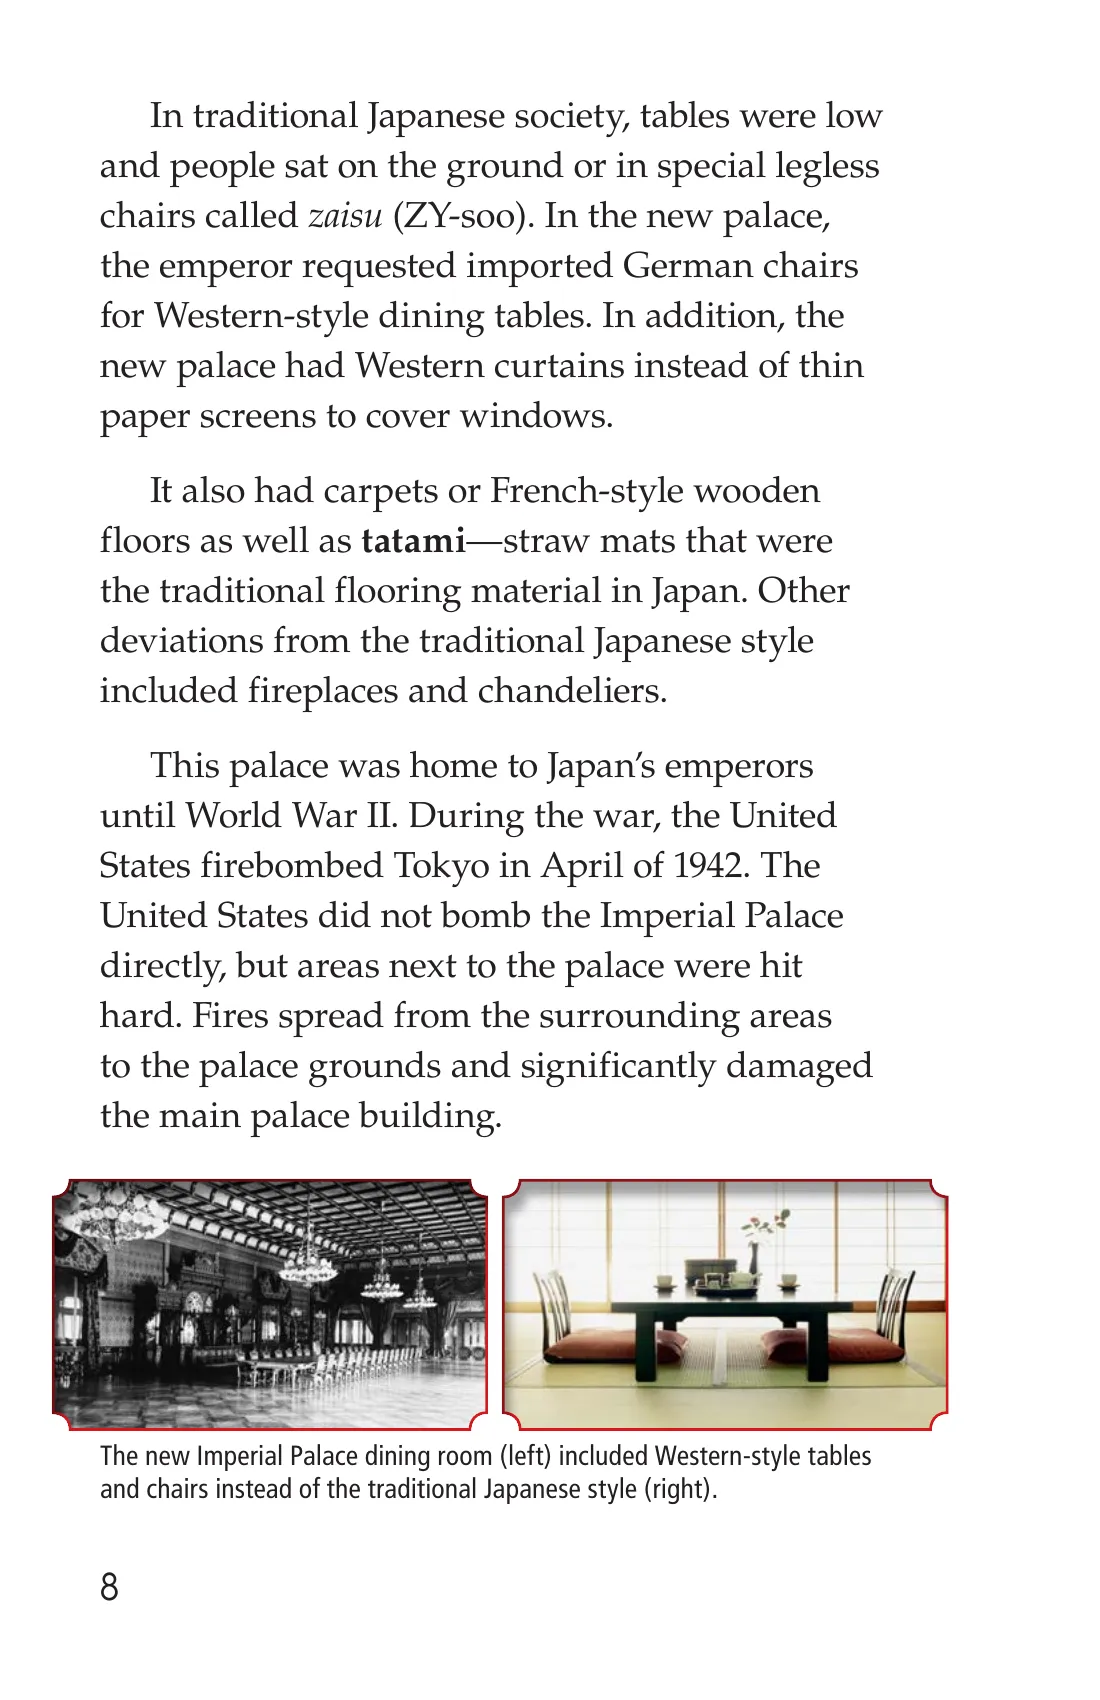 In traditional Japanese society, tables were low
and people sat on the ground or in special legless
chairs called zaisu (ZY-soo). In the new palace,
the emperor requested imported German chairs
for Western-style dining tables. In addition, the
new palace had Western curtains instead of thin
paper screens to cover windows.
It also had carpets or French-style wooden
floors as well as tatami—straw mats that were
the traditional flooring material in Japan. Other
deviations from the traditional Japanese style
included fireplaces and chandeliers.
This palace was home to Japan's emperors
until World War II. During the war, the United
States firebombed Tokyo in April of 1942. The
United States did not bomb the Imperial Palace
directly, but areas next to the palace were hit
hard. Fires spread from the surrounding areas
to the palace grounds and significantly damaged
the main palace building.
The new Imperial Palace dining room (left) included Western-style tables
and chairs instead of the traditional Japanese style (right).
8